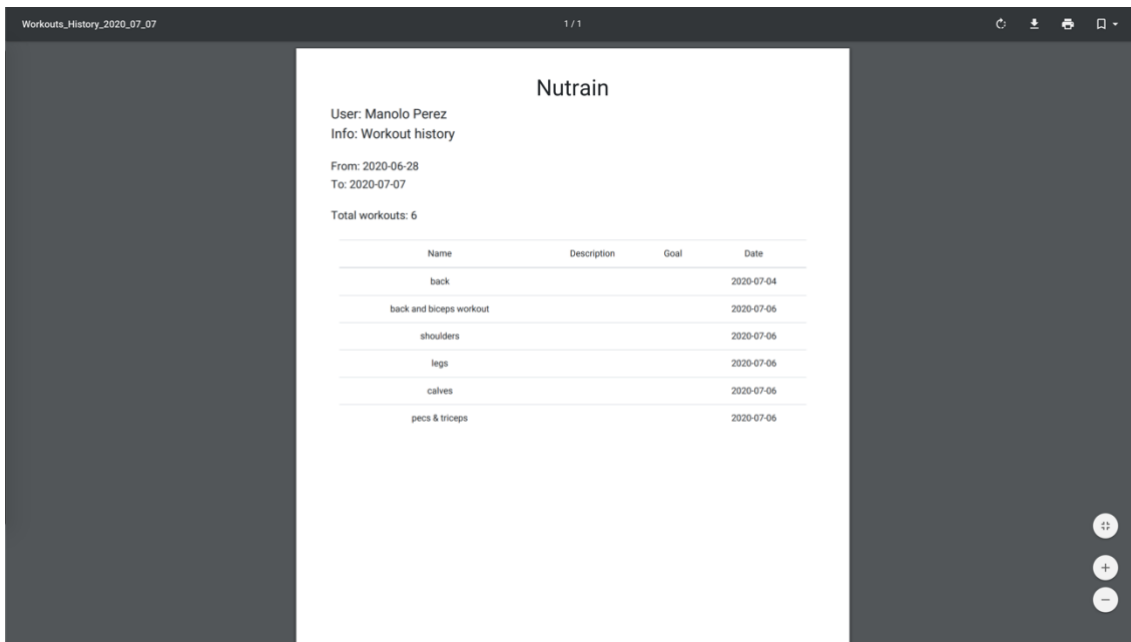 Workouts_History_2020_07_07 1 / 1
Nutrain
User: Manolo Perez
Info: Workout history
From: 2020-06-28
To: 2020-07-07
Total workouts: 6
Name Description Goal Date
back 2020-07-04
back and biceps workout 2020-07-06
shoulders 2020-07-06
legs 2020-07-06
calves 2020-07-06
pecs & triceps 2020-07-06